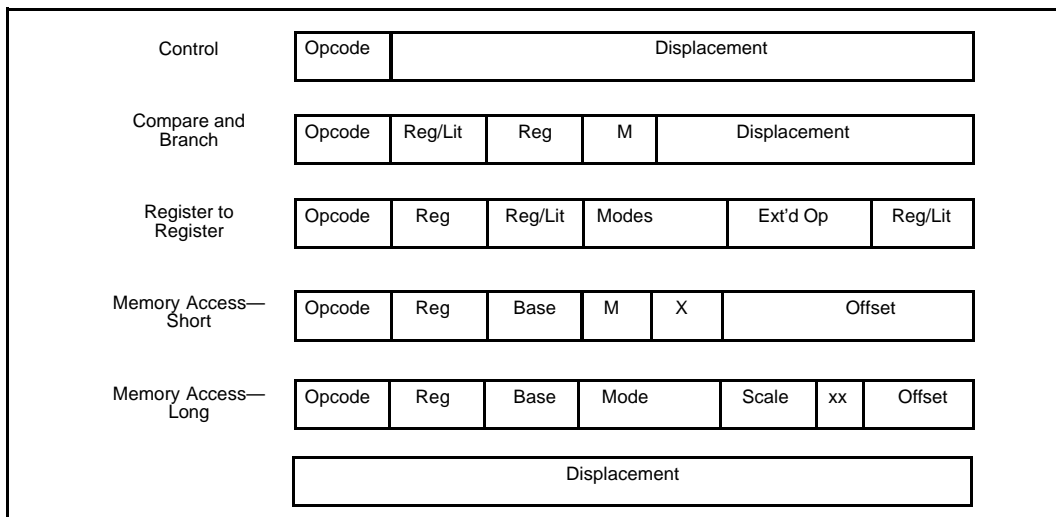 Control
Opcode Displacement
Compare and
Branch
Opcode Reg/Lit Reg M Displacement
Register to
Register
Opcode Reg Reg/Lit Modes Ext'd Op Reg/Lit
Memory Access—
Short
Opcode Reg Base M X Offset
Memory Access—
Long
Opcode Reg Base Mode Scale xx Offset
Displacement